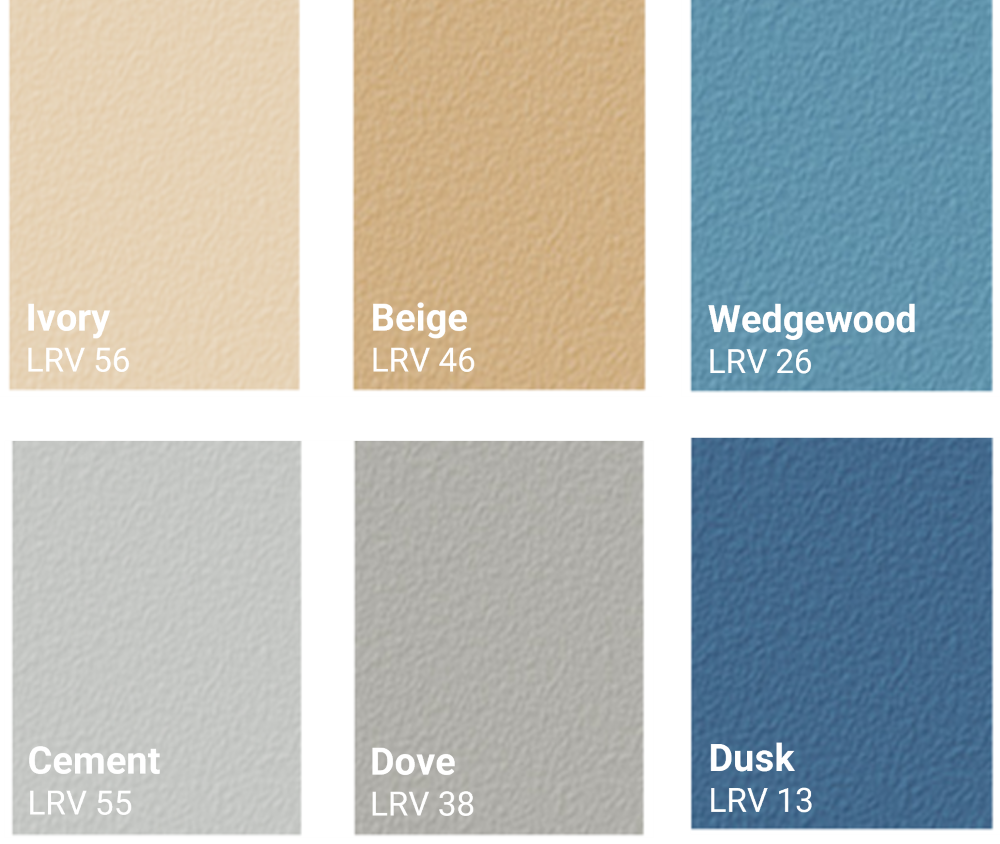 Ivory
LRV 56
Beige
LRV 46
Wedgewood
LRV 26
Cement
LRV 55
Dove
LRV 38
Dusk
LRV 13